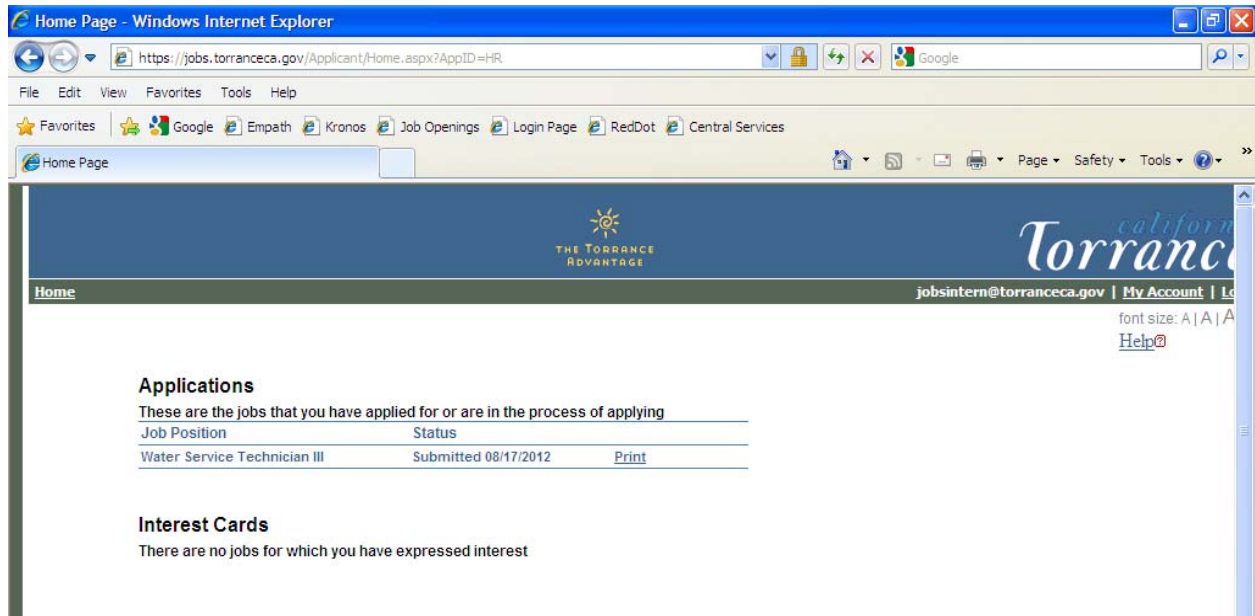 Home Page - Windows Internet Explorer
https://jobs.torranceca.gov/Applicant/Home.aspx?AppID=HR Google
File Edit View Favorites Tools Help
Favorites Google Empath Kronos Job Openings Login Page RedDot Central Services
Home Page Page Safety Tools »
THE TORRANCE
ADVANTAGE
Home jobsintern@torranceca.gov | My Account |
font size: A | A | A
Help
Applications
These are the jobs that you have applied for or are in the process of applying
Job Position Status
Water Service Technician III Submitted 08/17/2012 Print
Interest Cards
There are no jobs for which you have expressed interest